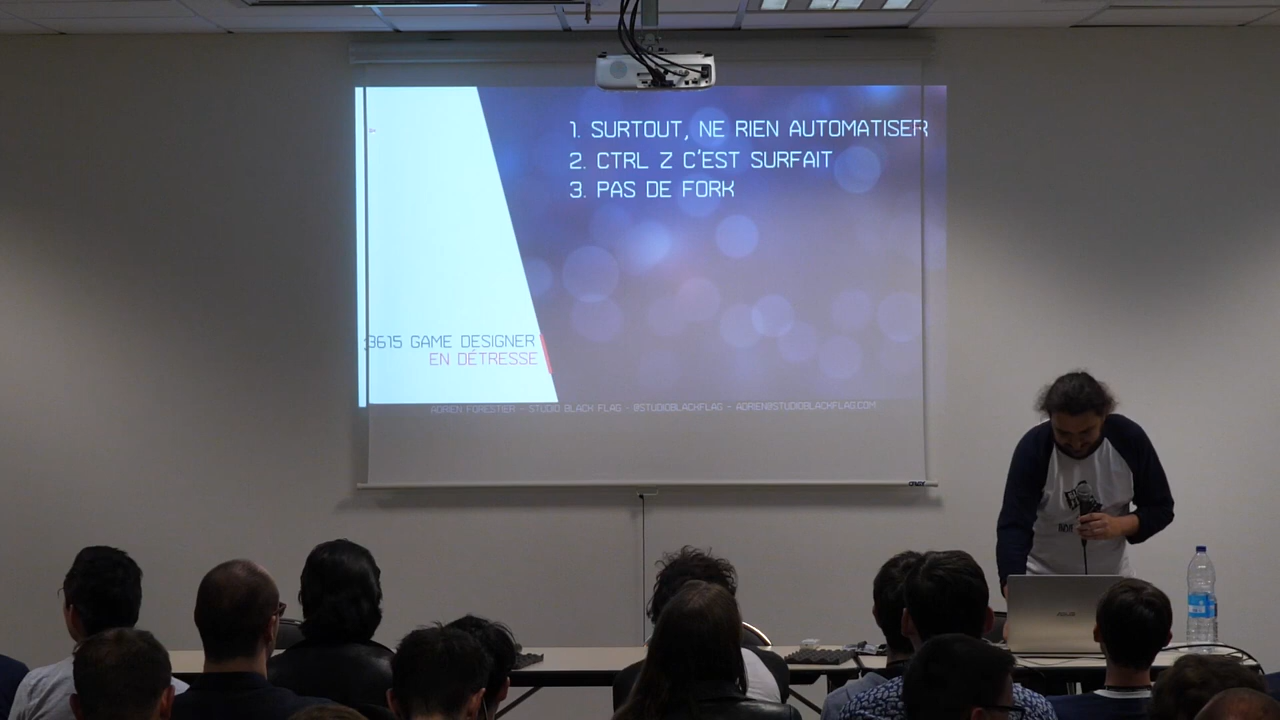 1. SURTOUT, NE RIEN AUTOMATISER
2. CTRL Z C'EST SURFAIT
3. PAS DE FORK
3615 GAME DESIGNER
EN DÉTRESSE
ADRIEN FORESTIER - STUDIO BLACK FLAG - @STUDIOBLACKFLAG - ADRIEN@STUDIOBLACKFLAG.COM
ASUS